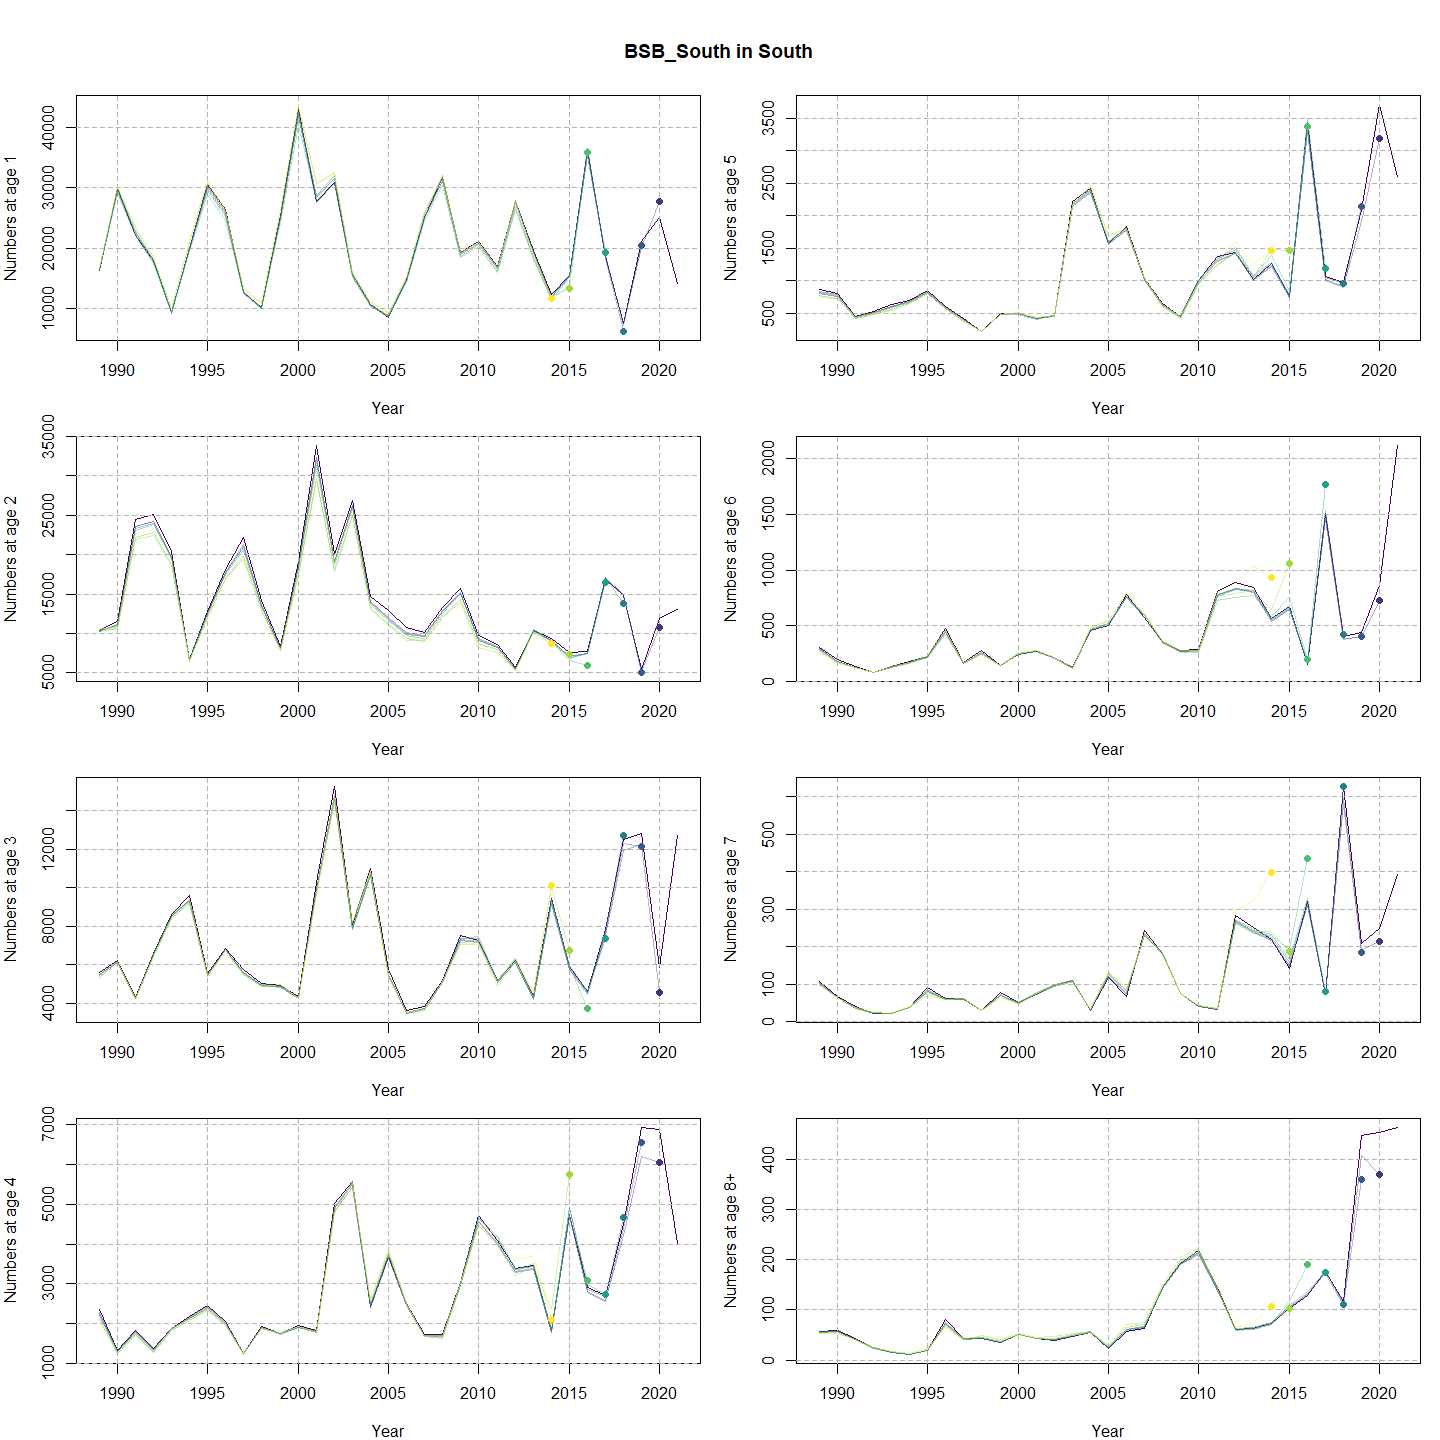 BSB_South in South
Numbers at age 1
10000 20000 30000 40000
1990 1995 2000 2005 2010 2015 2020
Year
Numbers at age 5
500 1500 2500 3500
1990 1995 2000 2005 2010 2015 2020
Year
Numbers at age 2
5000 15000 25000 35000
1990 1995 2000 2005 2010 2015 2020
Year
Numbers at age 6
0 500 1000 1500 2000
1990 1995 2000 2005 2010 2015 2020
Year
Numbers at age 3
4000 8000 12000
1990 1995 2000 2005 2010 2015 2020
Year
Numbers at age 7
0 100 300 500
1990 1995 2000 2005 2010 2015 2020
Year
Numbers at age 4
1000 3000 5000 7000
1990 1995 2000 2005 2010 2015 2020
Year
Numbers at age 8+
0 100 200 300 400
1990 1995 2000 2005 2010 2015 2020
Year